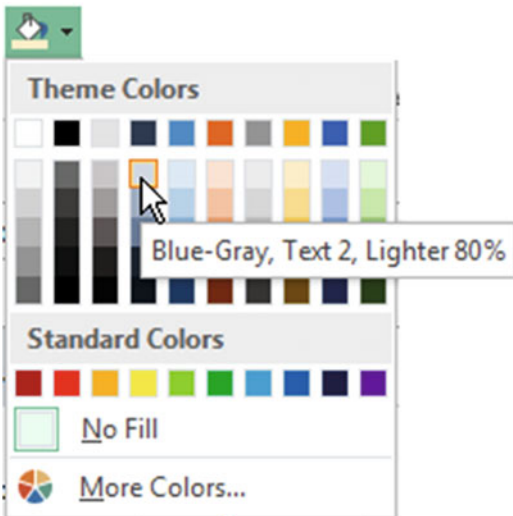 Theme Colors
Blue-Gray, Text 2, Lighter 80%
Standard Colors
No Fill
More Colors...